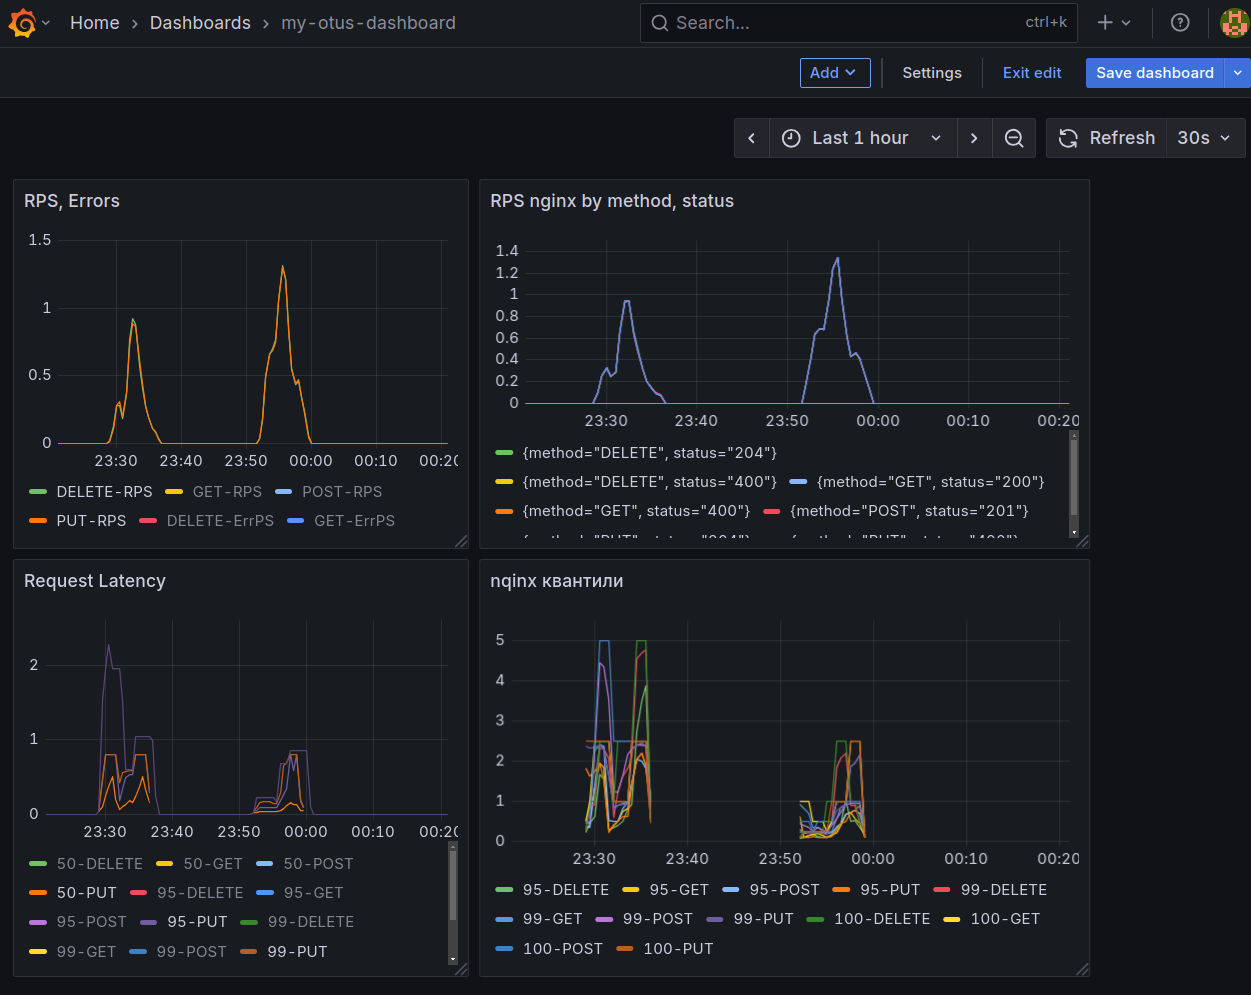 Home > Dashboards > my-otus-dashboard Search... ctrl+k
Add Settings Exit edit Save dashboard
Last 1 hour Refresh 30s
RPS, Errors
1.5
1
0.5
0
23:30 23:40 23:50 00:00 00:10 00:20
DELETE-RPS GET-RPS POST-RPS
PUT-RPS DELETE-ErrPS GET-ErrPS
RPS nginx by method, status
1.4
1.2
1
0.8
0.6
0.4
0.2
0
23:30 23:40 23:50 00:00 00:10 00:20
{method="DELETE", status="204"}
{method="DELETE", status="400"} {method="GET", status="200"}
{method="GET", status="400"} {method="POST", status="201"}
Request Latency
2
1
0
23:30 23:40 23:50 00:00 00:10 00:20
50-DELETE 50-GET 50-POST
50-PUT 95-DELETE 95-GET
95-POST 95-PUT 99-DELETE
99-GET 99-POST 99-PUT
nqinx квантили
5
4
3
2
1
0
23:30 23:40 23:50 00:00 00:10 00:20
95-DELETE 95-GET 95-POST 95-PUT 99-DELETE
99-GET 99-POST 99-PUT 100-DELETE 100-GET
100-POST 100-PUT